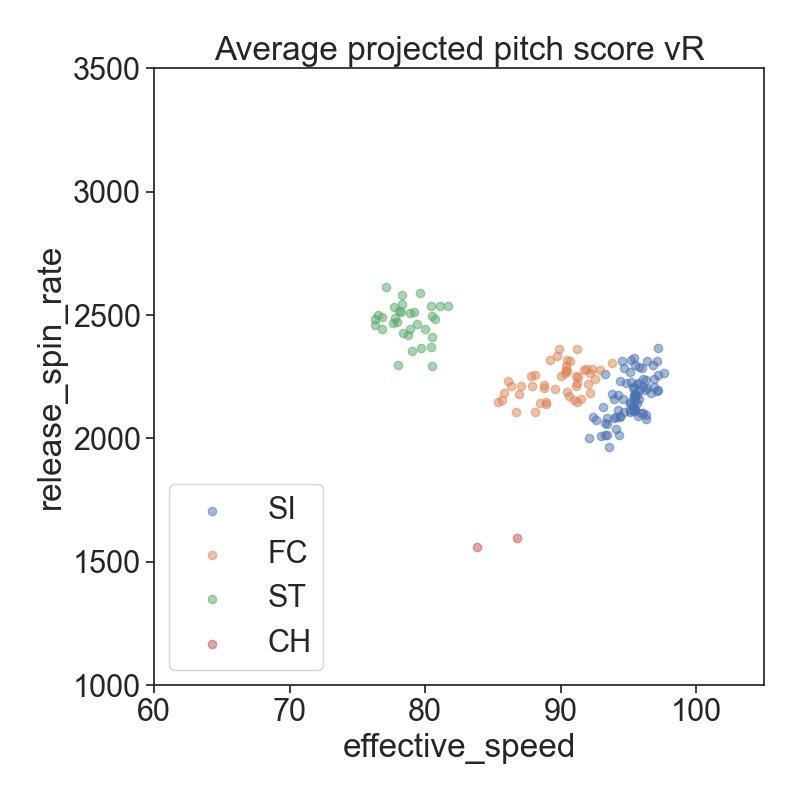 Average projected pitch score vR
3500
3000
2500
2000
1500
1000
release_spin_rate
SI
FC
ST
CH
60 70 80 90 100
effective_speed